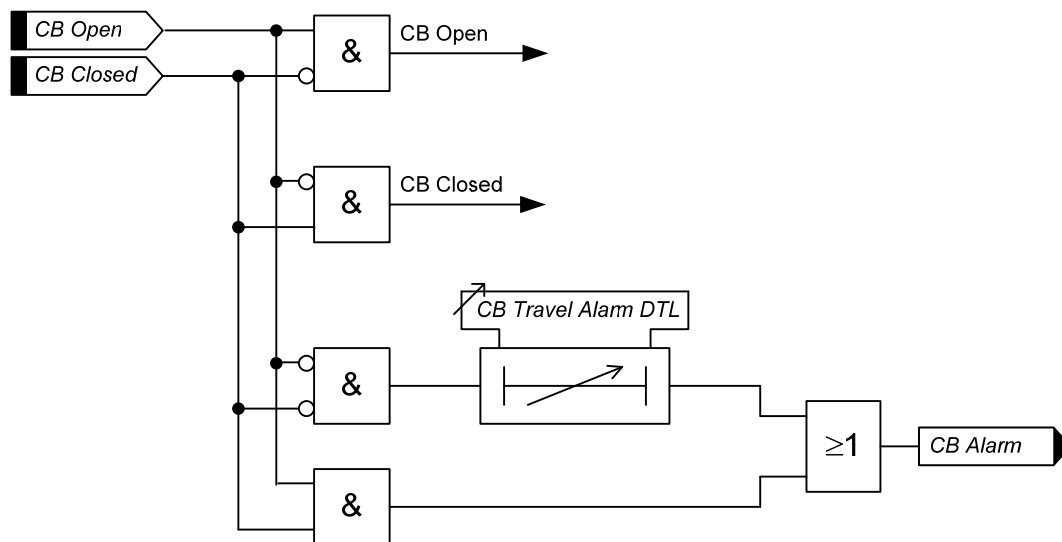 CB Open
CB Open
&
CB Closed
CB Closed
&
CB Travel Alarm DTL
&
≥1
CB Alarm
&